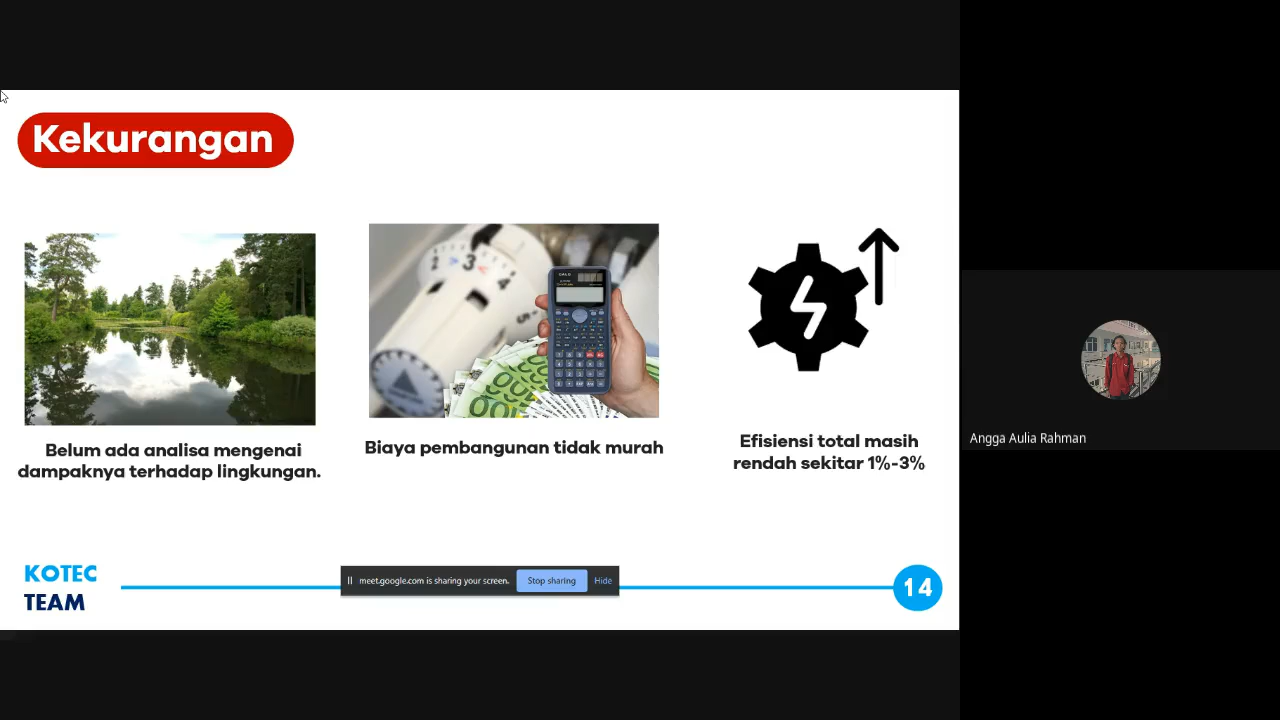 Kekurangan
Belum ada analisa mengenai
dampaknya terhadap lingkungan.
Biaya pembangunan tidak murah
Efisiensi total masih
rendah sekitar 1%-3%
KOTEC
TEAM
meet.google.com is sharing your screen.
Stop sharing
Hide
14
Angga Aulia Rahman